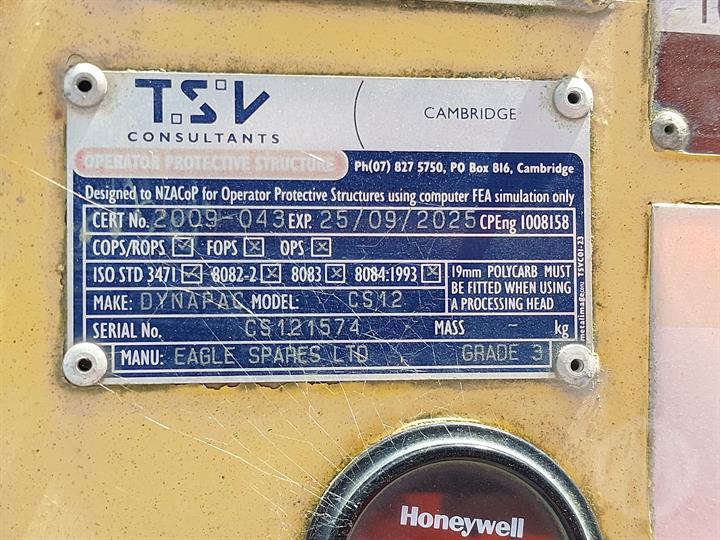 TSV
CONSULTANTS
CAMBRIDGE
OPERATOR PROTECTIVE STRUCTURE
Ph(07) 827 5750, PO Box 816, Cambridge
Designed to NZACoP for Operator Protective Structures using computer FEA simulation only
CERT No. 2009-043 EXP. 25/09/2025 CPEng 1008158
COPS/ROPS ☑ FOPS ☒ OPS ☒
ISO STD 3471 ☑ 8082-2 ☒ 8083 ☒ 8084:1993 ☒
19mm POLYCARB MUST
BE FITTED WHEN USING
A PROCESSING HEAD
MAKE: DYNAPAC MODEL: CS12
SERIAL No. CS121574 MASS - kg
MANU: EAGLE SPARES LTD GRADE 3
TSVC01-23
Honeywell